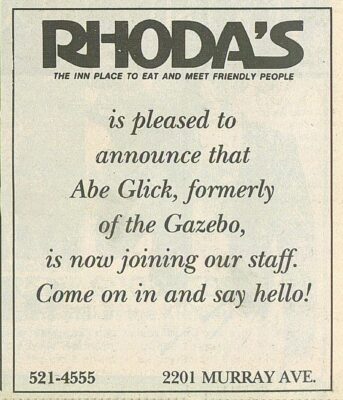 RHODA'S
THE INN PLACE TO EAT AND MEET FRIENDLY PEOPLE
is pleased to
announce that
Abe Glick, formerly
of the Gazebo,
is now joining our staff.
Come on in and say hello!
521-4555 2201 MURRAY AVE.